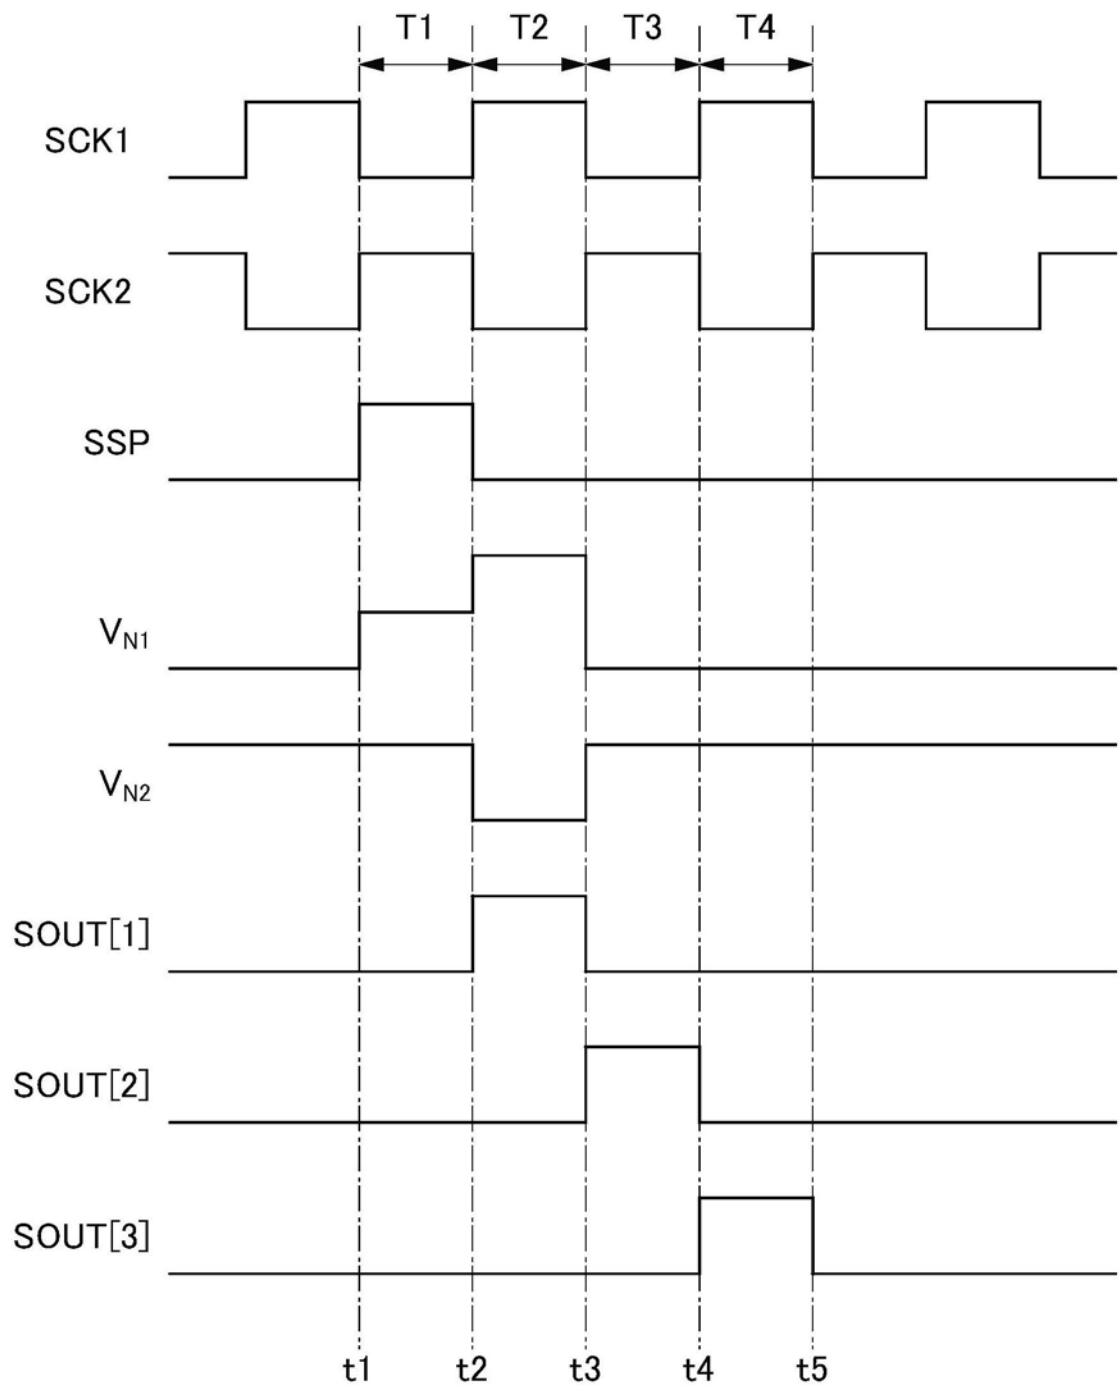 T1 T2 T3 T4
SCK1
SCK2
SSP
VN1
VN2
SOUT[1]
SOUT[2]
SOUT[3]
t1 t2 t3 t4 t5